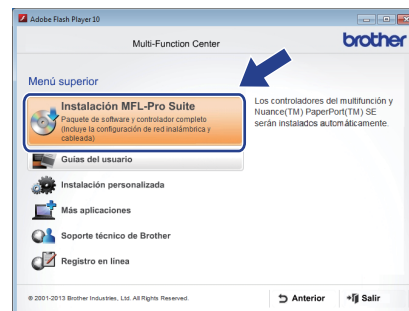 Adobe Flash Player 10
Multi-Function Center
brother
Menú superior
Instalación MFL-Pro Suite
Paquete de software y controlador completo
(Incluye la configuración de red inalámbrica y
cableada)
Los controladores del multifunción y
Nuance(TM) PaperPort(TM) SE
serán instalados automáticamente.
Guías del usuario
Instalación personalizada
Más aplicaciones
Soporte técnico de Brother
Registro en línea
© 2001-2013 Brother Industries, Ltd. All Rights Reserved.
Anterior
Salir